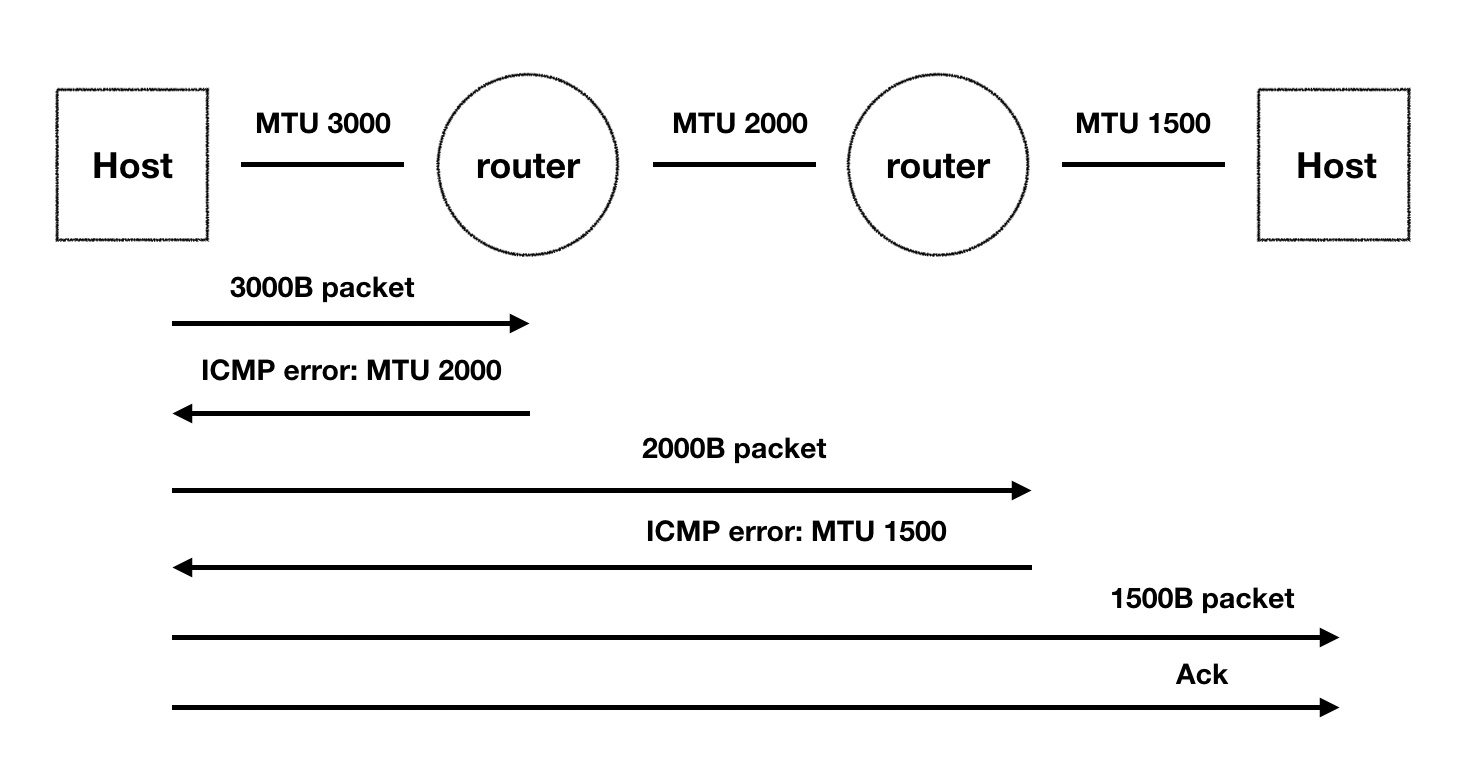 MTU 3000
MTU 2000
MTU 1500
Host
router
router
Host
3000B packet
ICMP error: MTU 2000
2000B packet
ICMP error: MTU 1500
1500B packet
Ack